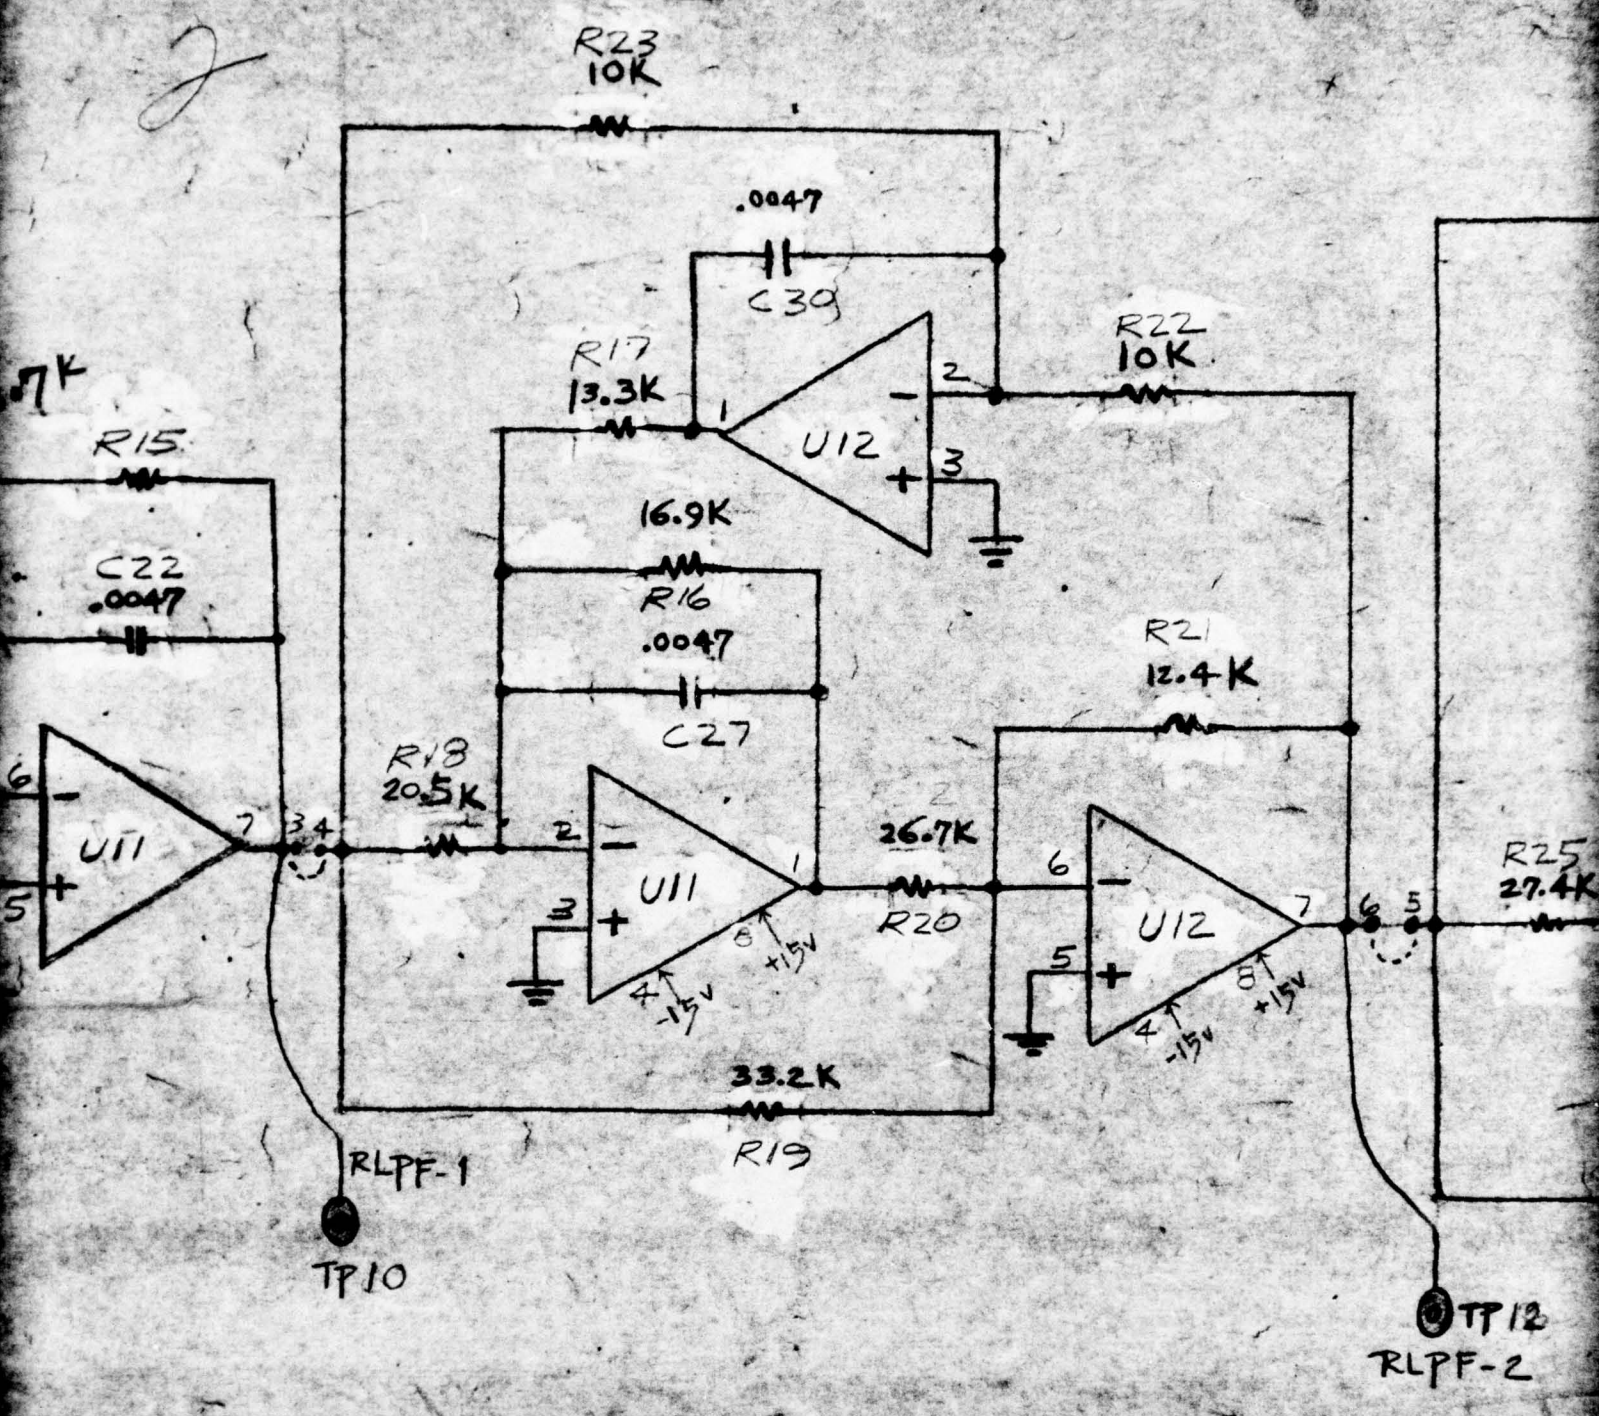 2
R23
10K
.0047
C30
R22
10K
R17
13.3K
1
2
U12
-
+
3
.7K
R15
16.9K
R16
C22
.0047
.0047
C27
R21
12.4K
R18
20.5K
6
-
7
3
4
U11
+
5
2
-
U11
1
3
+
8
+15V
4
-15V
26.7K
R20
6
-
U12
7
5
+
8
+15V
4
-15V
6
5
R25
27.4K
33.2K
R19
RLPF-1
TP10
TP12
RLPF-2